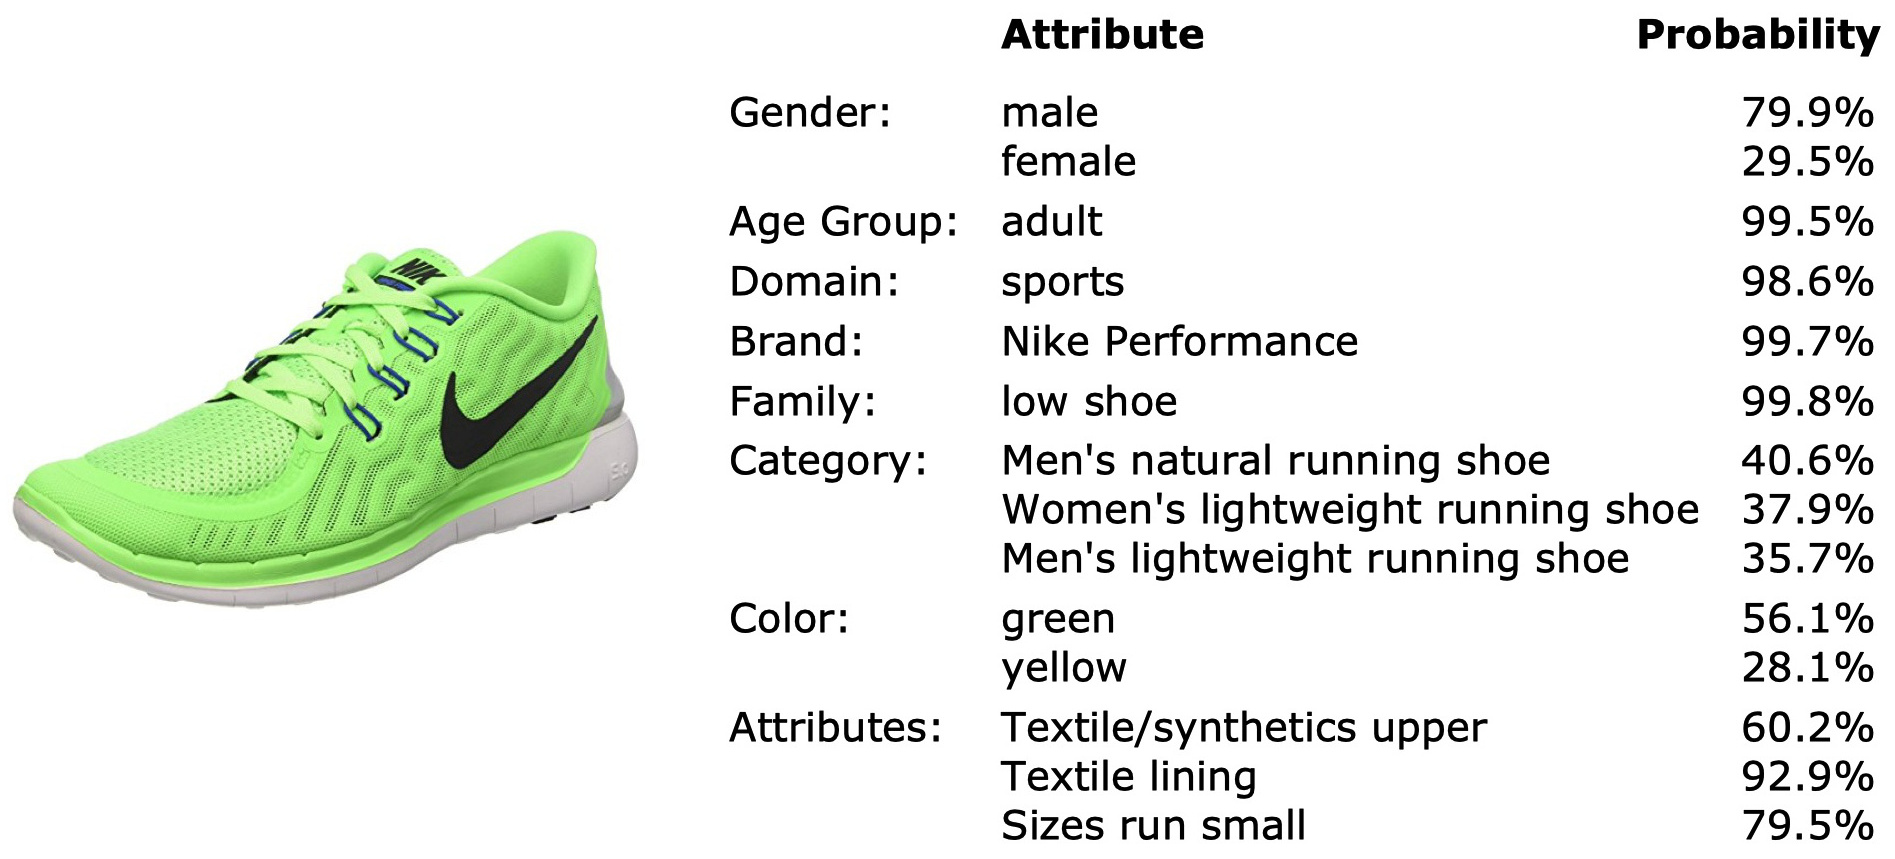 Attribute Probability
Gender: male 79.9%
female 29.5%
Age Group: adult 99.5%
Domain: sports 98.6%
Brand: Nike Performance 99.7%
Family: low shoe 99.8%
Category: Men's natural running shoe 40.6%
Women's lightweight running shoe 37.9%
Men's lightweight running shoe 35.7%
Color: green 56.1%
yellow 28.1%
Attributes: Textile/synthetics upper 60.2%
Textile lining 92.9%
Sizes run small 79.5%
NIK